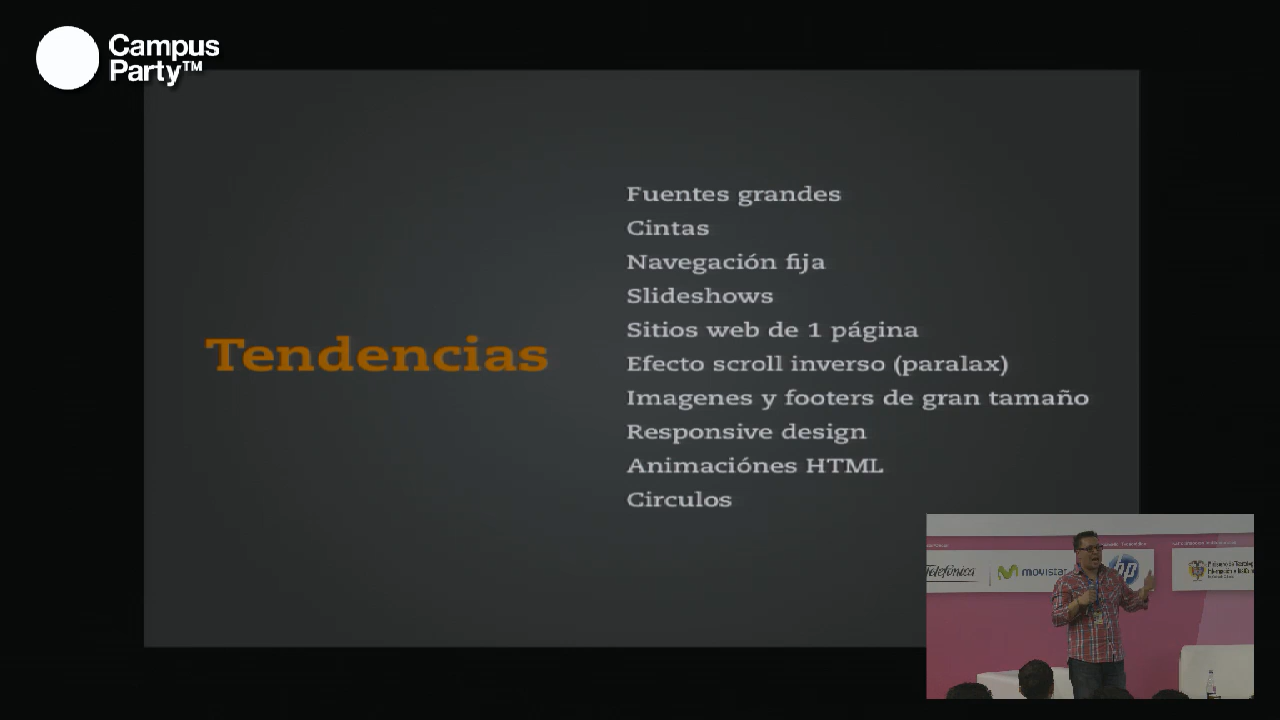 Campus
Party™
Fuentes grandes
Cintas
Navegación fija
Slideshows
Sitios web de 1 página
Tendencias
Efecto scroll inverso (paralax)
Imagenes y footers de gran tamaño
Responsive design
Animaciónes HTML
Circulos
Telefónica
movistar
hp